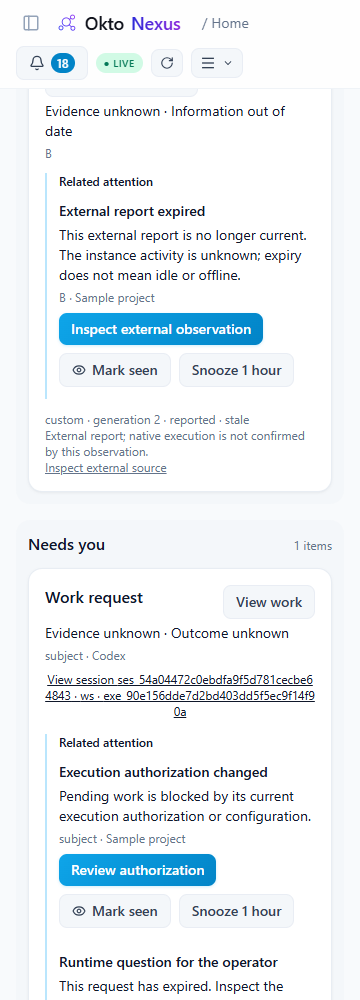 Okto Nexus / Home
18 LIVE
Evidence unknown · Information out of
date
B
Related attention
External report expired
This external report is no longer current.
The instance activity is unknown; expiry
does not mean idle or offline.
B · Sample project
Inspect external observation
Mark seen Snooze 1 hour
custom · generation 2 · reported · stale
External report; native execution is not confirmed
by this observation.
Inspect external source
Needs you 1 items
Work request View work
Evidence unknown · Outcome unknown
subject · Codex
View session ses_54a04472c0ebdfa9f5d781cecbe6
4843 · ws · exe_90e156dde7d2bd403dd5f5ec9f14f9
0a
Related attention
Execution authorization changed
Pending work is blocked by its current
execution authorization or configuration.
subject · Sample project
Review authorization
Mark seen Snooze 1 hour
Runtime question for the operator
This request has expired. Inspect the